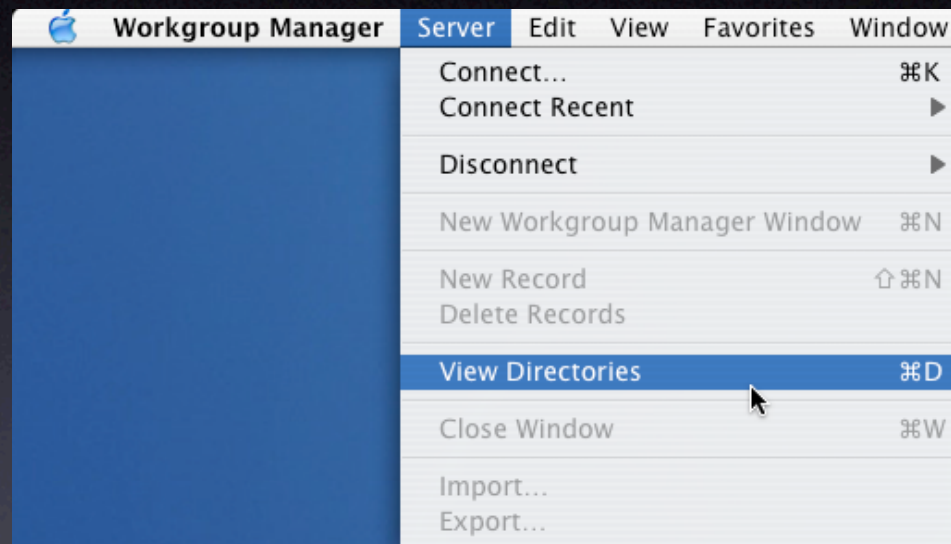 Workgroup Manager Server Edit View Favorites Window
Connect... ⌘K
Connect Recent
Disconnect
New Workgroup Manager Window ⌘N
New Record ⇧⌘N
Delete Records
View Directories ⌘D
Close Window ⌘W
Import...
Export...